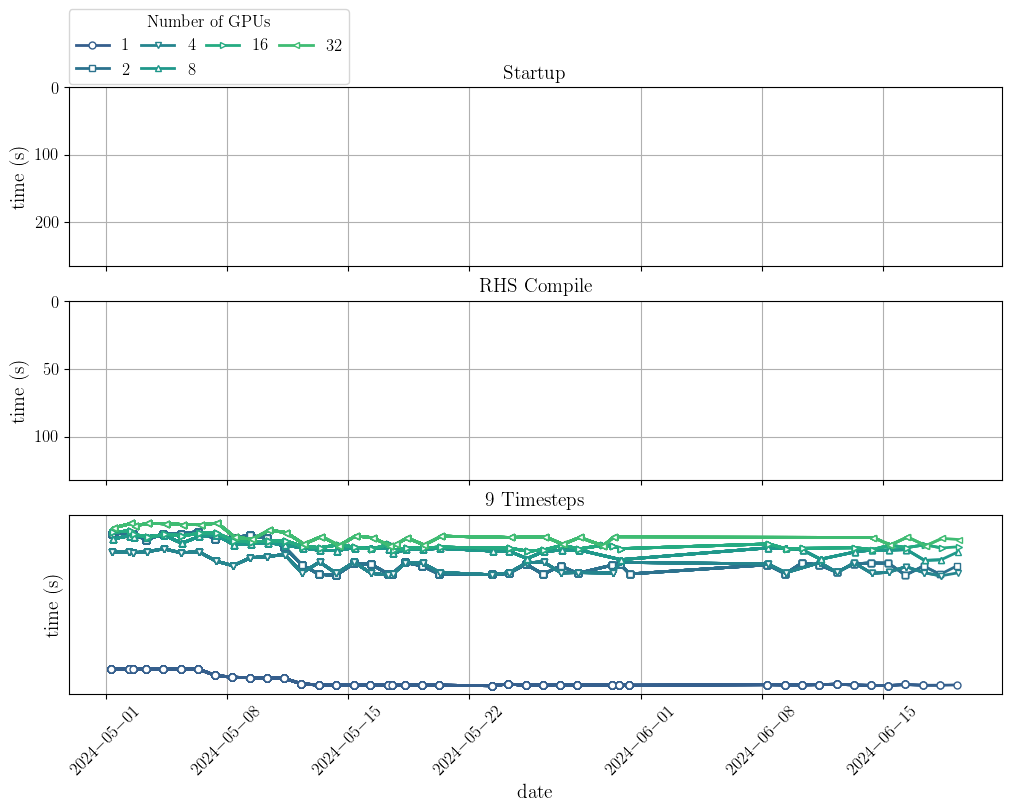 Number of GPUs
1 4 16 32
2 8
Startup
0
100
200
time (s)
RHS Compile
0
50
100
time (s)
9 Timesteps
time (s)
2024-05-01 2024-05-08 2024-05-15 2024-05-22 2024-06-01 2024-06-08 2024-06-15
date